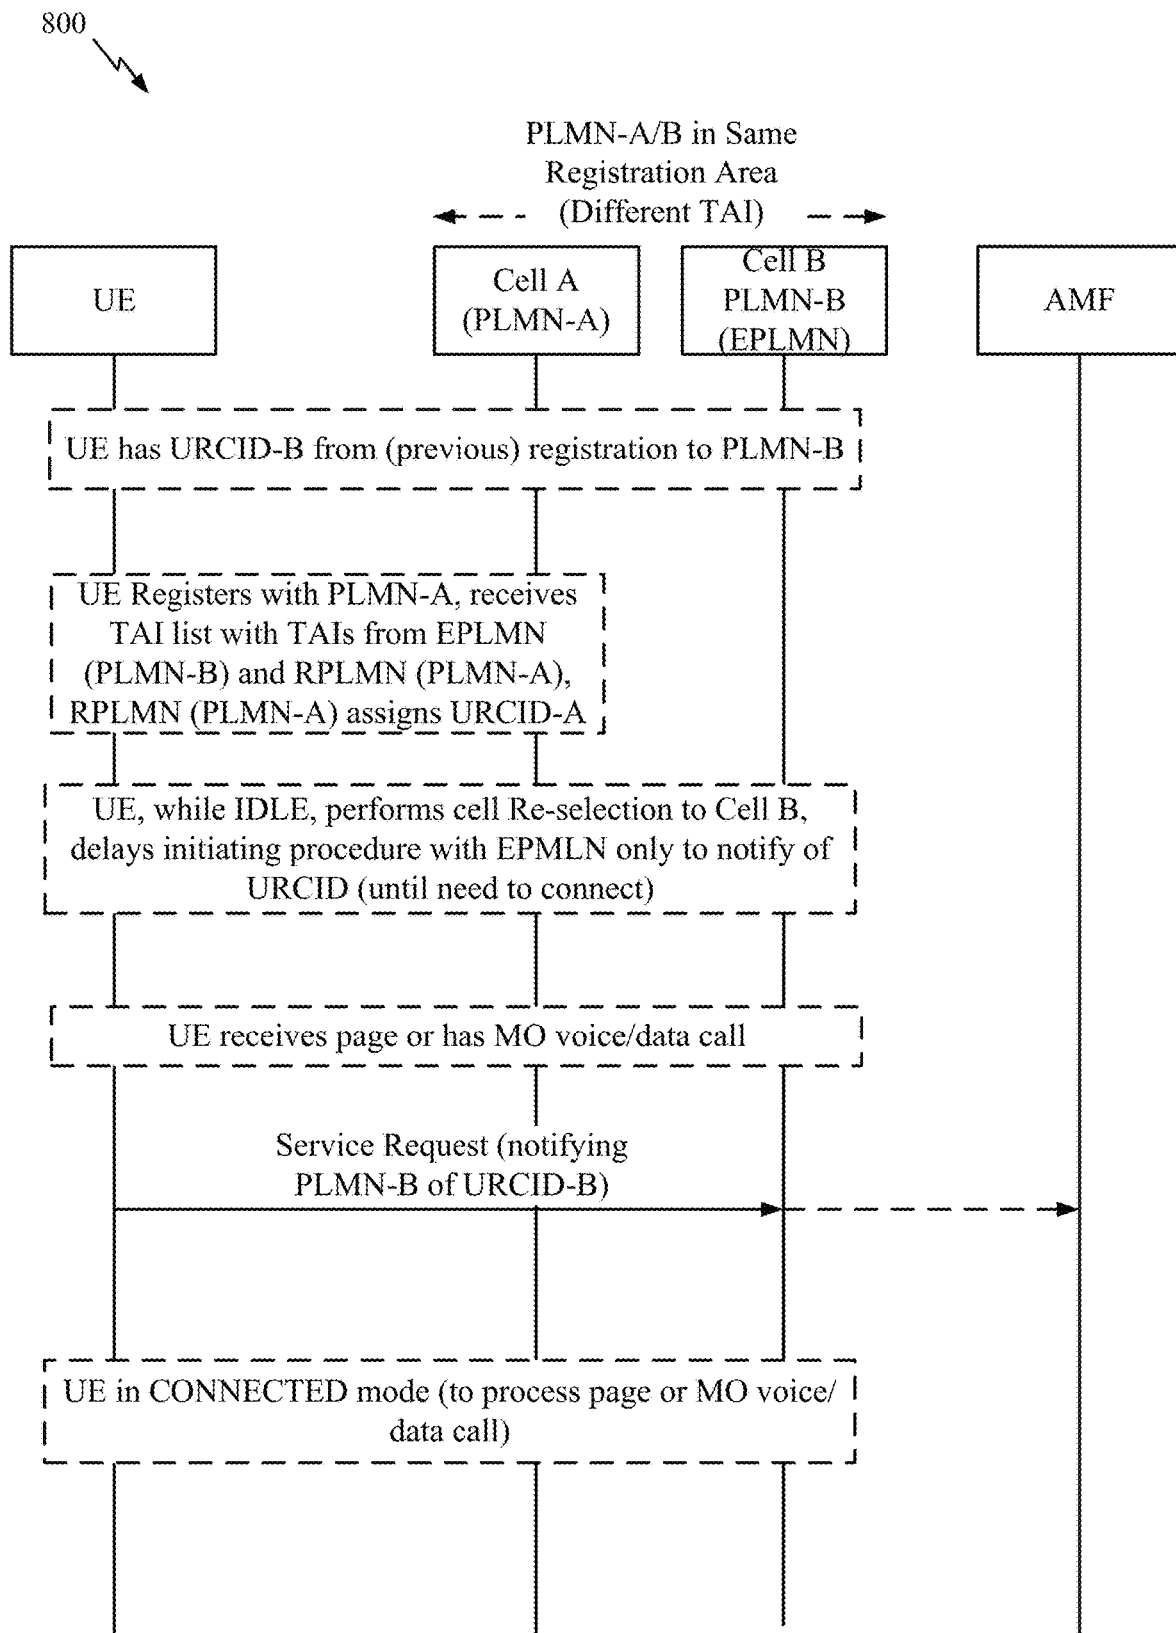 800
PLMN-A/B in Same
Registration Area
(Different TAI)
UE
Cell A
(PLMN-A)
Cell B
PLMN-B
(EPLMN)
AMF
UE has URCID-B from (previous) registration to PLMN-B
UE Registers with PLMN-A, receives
TAI list with TAIs from EPLMN
(PLMN-B) and RPLMN (PLMN-A),
RPLMN (PLMN-A) assigns URCID-A
UE, while IDLE, performs cell Re-selection to Cell B,
delays initiating procedure with EPMLN only to notify of
URCID (until need to connect)
UE receives page or has MO voice/data call
Service Request (notifying
PLMN-B of URCID-B)
UE in CONNECTED mode (to process page or MO voice/
data call)